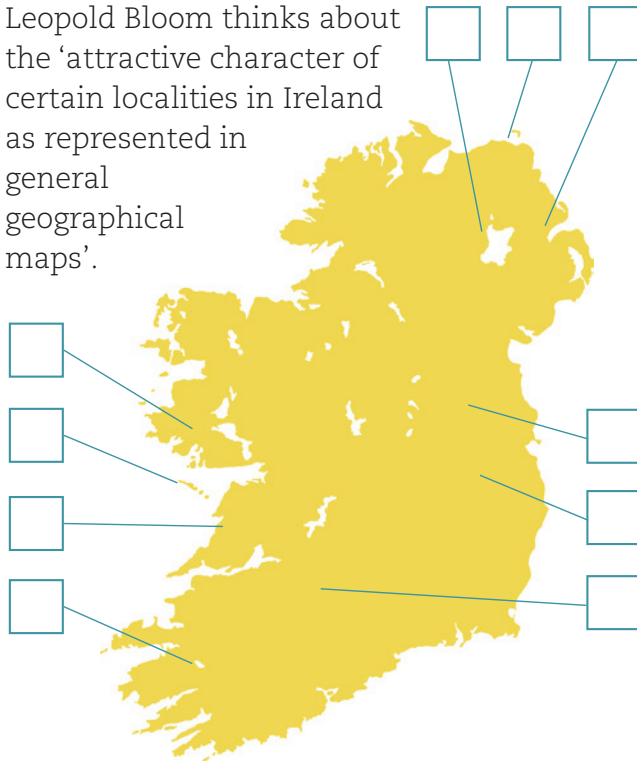 Leopold Bloom thinks about
the ‘attractive character of
certain localities in Ireland
as represented in
general
geographical
maps’.